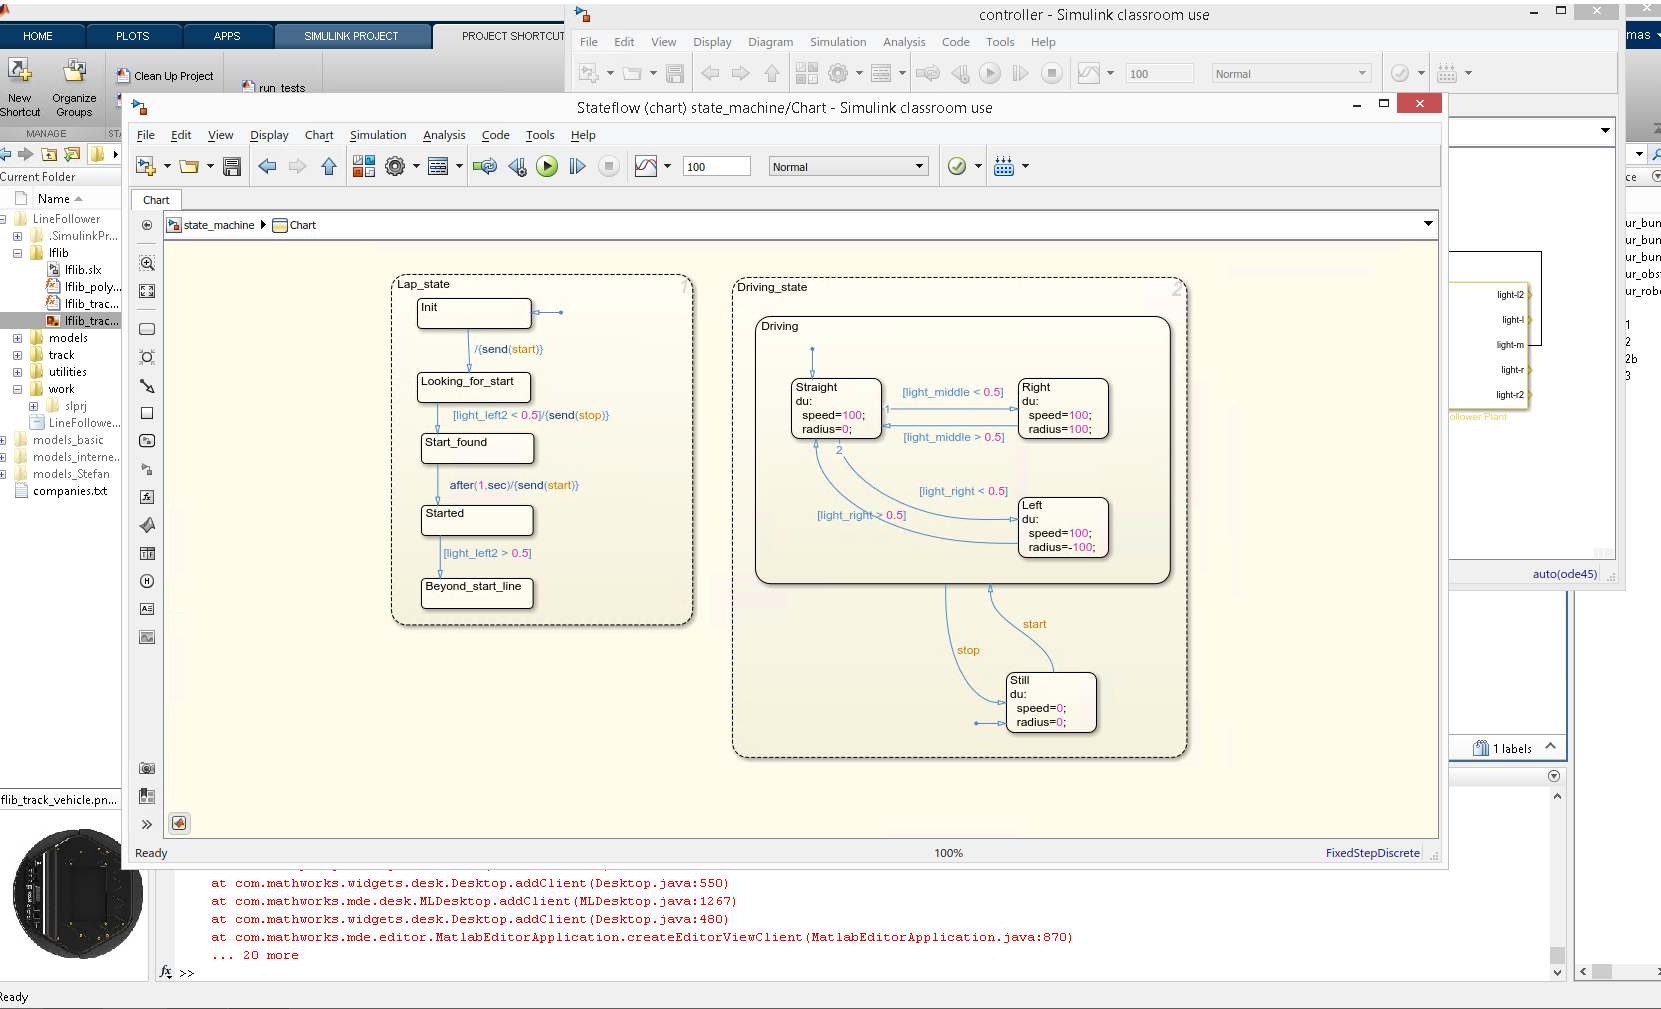 controller - Simulink classroom use
HOME PLOTS APPS SIMULINK PROJECT PROJECT SHORTCUT
mas
File Edit View Display Diagram Simulation Analysis Code Tools Help
100 Normal
New Shortcut
Organize Groups
Clean Up Project
run tests
MANAGE
Stateflow (chart) state_machine/Chart - Simulink classroom use
File Edit View Display Chart Simulation Analysis Code Tools Help
100 Normal
Current Folder
Name
LineFollower
.SimulinkPr...
lflib
lflib.slx
lflib_poly...
lflib_trac...
lflib_trac...
models
track
utilities
work
slprj
LineFollowe...
models_basic
models_interne...
models_Stefan
companies.txt
Chart
state_machine Chart
Lap_state
1
Init
/{send(start)}
Looking_for_start
[light_left2 < 0.5]/{send(stop)}
Start_found
after(1,sec)/{send(start)}
Started
[light_left2 > 0.5]
Beyond_start_line
Driving_state
2
Driving
Straight
du:
speed=100;
radius=0;
1
2
[light_middle < 0.5]
[light_middle > 0.5]
Right
du:
speed=100;
radius=100;
[light_right < 0.5]
[light_right > 0.5]
Left
du:
speed=100;
radius=-100;
start
stop
Still
du:
speed=0;
radius=0;
Ready 100% FixedStepDiscrete
light-l2
light-l
light-m
light-r
light-r2
ollower Plant
auto(ode45)
ce
ur_bun
ur_bun
ur_bun
ur_obs
ur_rob
1
2
2b
3
1 labels
lflib_track_vehicle.pn...
at com.mathworks.widgets.desk.Desktop.addClient(Desktop.java:550)
at com.mathworks.mde.desk.MLDesktop.addClient(MLDesktop.java:1267)
at com.mathworks.widgets.desk.Desktop.addClient(Desktop.java:480)
at com.mathworks.mde.editor.MatlabEditorApplication.createEditorViewClient(MatlabEditorApplication.java:870)
... 20 more
fx >>
Ready